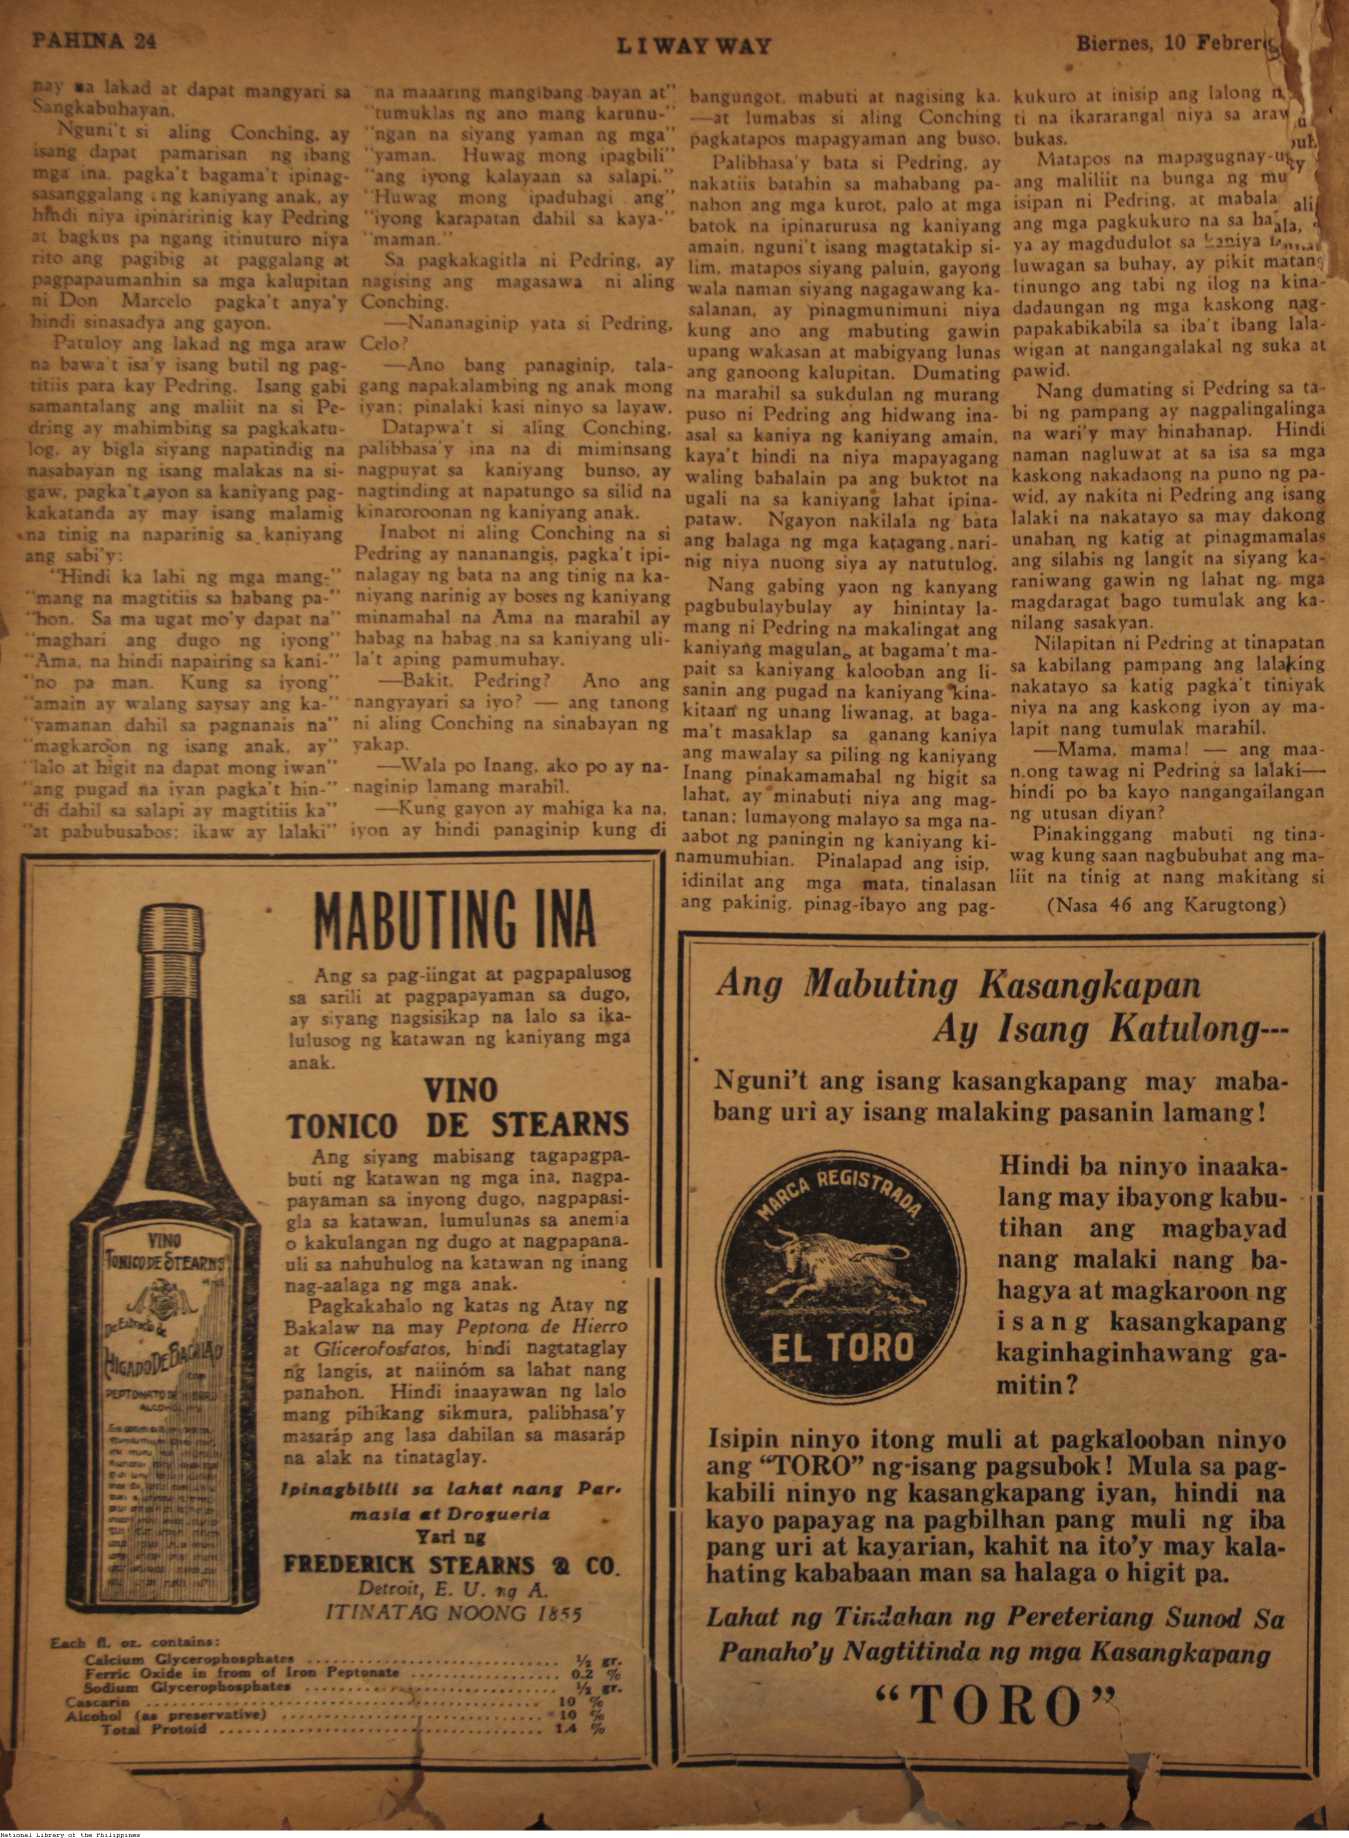 PAHINA 24
LIWAYWAY
Biernes, 10 Febrero
nay sa lakad at dapat mangyari sa
Sangkabuhayan.
Nguni't si aling Conching, ay
isang dapat pamarisan ng ibang
mga ina, pagka't bagama't ipinag-
sasanggalang ng kaniyang anak, ay
hindi niya ipinaririnig kay Pedring
at bagkus pa ngang itinuturo niya
rito ang pagibig at paggalang at
pagpapaumanhin sa mga kalupitan
ni Don Marcelo pagka't anya'y
hindi sinasadya ang gayon.
Patuloy ang lakad ng mga araw
na bawa't isa'y isang butil ng pag-
titiis para kay Pedring. Isang gabi
samantalang ang maliit na si Pe-
dring ay mahimbing sa pagkakatu-
log, ay bigla siyang napatindig na
nasabayan ng isang malakas na si-
gaw, pagka't ayon sa kaniyang pag-
kakatanda ay may isang malamig
na tinig na naparinig sa kaniyang
ang sabi'y:
"Hindi ka lahi ng mga mang-"
"mang na magtitiis sa habang pa-"
"hon. Sa ma ugat mo'y dapat na"
"maghari ang dugo ng iyong"
"Ama, na hindi napairing sa kani-"
"no pa man. Kung sa iyong"
"amain ay walang saysay ang ka-"
"yamanan dahil sa pagnanais na"
"magkaroon ng isang anak, ay"
"lalo at higit na dapat mong iwan"
"ang pugad na iyan pagka't hin-"
"di dahil sa salapi ay magtitiis ka"
"at pabubusabos; ikaw ay lalaki"
"na maaaring mangibang bayan at"
"tumuklas ng ano mang karunu-"
"ngan na siyang yaman ng mga"
"yaman. Huwag mong ipagbili"
"ang iyong kalayaan sa salapi."
"Huwag mong ipaduhagi ang"
"iyong karapatan dahil sa kaya-"
"maman."
Sa pagkakagitla ni Pedring, ay
nagising ang magasawa ni aling
Conching.
—Nananaginip yata si Pedring,
Celo?
—Ano bang panaginip, tala-
gang napakalambing ng anak mong
iyan; pinalaki kasi ninyo sa layaw.
Datapwa't si aling Conching,
palibhasa'y ina na di miminsang
nagpuyat sa kaniyang bunso, ay
nagtinding at napatungo sa silid na
kinaroroonan ng kaniyang anak.
Inabot ni aling Conching na si
Pedring ay nananangis, pagka't ipi-
nalagay ng bata na ang tinig na ka-
niyang narinig ay boses ng kaniyang
minamahal na Ama na marahil ay
habag na habag na sa kaniyang uli-
la't aping pamumuhay.
—Bakit, Pedring? Ano ang
nangyayari sa iyo? — ang tanong
ni aling Conching na sinabayan ng
yakap.
—Wala po Inang, ako po ay na-
naginip lamang marahil.
—Kung gayon ay mahiga ka na,
iyon ay hindi panaginip kung di
bangungot, mabuti at nagising ka.
—at lumabas si aling Conching
pagkatapos mapagyaman ang buso.
Palibhasa'y bata si Pedring, ay
nakatiis batahin sa mahabang pa-
nahon ang mga kurot, palo at mga
batok na ipinarurusa ng kaniyang
amain, nguni't isang magtatakip si-
lim, matapos siyang paluin, gayong
wala naman siyang nagagawang ka-
salanan, ay pinagmunimuni niya
kung ano ang mabuting gawin
upang wakasan at mabigyang lunas
ang ganoong kalupitan. Dumating
na marahil sa sukdulan ng murang
puso ni Pedring ang hidwang ina-
asal sa kaniya ng kaniyang amain,
kaya't hindi na niya mapayagang
waling bahalain pa ang buktot na
ugali na sa kaniyang lahat ipina-
pataw. Ngayon nakilala ng bata
ang halaga ng mga katagang nari-
nig niya nuong siya ay natutulog.
Nang gabing yaon ng kanyang
pagbubulaybulay ay hinintay la-
mang ni Pedring na makalingat ang
kaniyang magulang at bagama't ma-
pait sa kaniyang kalooban ang li-
sanin ang pugad na kaniyang kina-
kitaan ng unang liwanag, at baga-
ma't masaklap sa ganang kaniya
ang mawalay sa piling ng kaniyang
Inang pinakamamahal ng higit sa
lahat, ay minabuti niya ang mag-
tanan; lumayong malayo sa mga na-
aabot ng paningin ng kaniyang ki-
namumuhian. Pinalapad ang isip,
idinilat ang mga mata, tinalasan
ang pakinig, pinag-ibayo ang pag-
kukuro at inisip ang lalong
ti na ikararangal niya sa araw
bukas.
Matapos na mapagugnay-ug
ang maliliit na bunga ng mu
isipan ni Pedring, at mabala
ang mga pagkukuro na sa
ya ay magdudulot sa kaniya
luwagan sa buhay, ay pikit matang
tinungo ang tabi ng ilog na kina-
dadaungan ng mga kaskong nag-
papakabikabila sa iba't ibang lala-
wigan at nangangalakal ng suka at
pawid.
Nang dumating si Pedring sa ta-
bi ng pampang ay nagpalingalinga
na wari'y may hinahanap. Hindi
naman nagluwat at sa isa sa mga
kaskong nakadaong na puno ng pa-
wid, ay nakita ni Pedring ang isang
lalaki na nakatayo sa may dakong
unahan ng katig at pinagmamalas
ang silahis ng langit na siyang ka-
raniwang gawin ng lahat ng mga
magdaragat bago tumulak ang ka-
nilang sasakyan.
Nilapitan ni Pedring at tinapatan
sa kabilang pampang ang lalaking
nakatayo sa katig pagka't tiniyak
niya na ang kaskong iyon ay ma-
lapit nang tumulak marahil.
—Mama, mama! — ang maa-
n.ong tawag ni Pedring sa lalaki—
hindi po ba kayo nangangailangan
ng utusan diyan?
Pinakinggang mabuti ng tina-
wag kung saan nagbubuhat ang ma-
liit na tinig at nang makitang si
(Nasa 46 ang Karugtong)
MABUTING INA
Ang sa pag-iingat at pagpapalusog
sa sarili at pagpapayaman sa dugo,
ay siyang nagsisikap na lalo sa ika-
lulusog ng katawan ng kaniyang mga
anak.
VINO
TONICO DE STEARNS
Ang siyang mabisang tagapagpa-
buti ng katawan ng mga ina, nagpa-
payaman sa inyong dugo, nagpapasi-
gla sa katawan, lumulunas sa anemia
o kakulangan ng dugo at nagpapana-
uli sa nahuhulog na katawan ng inang
nag-aalaga ng mga anak.
Pagkakahalo ng katas ng Atay ng
Bakalaw na may Peptona de Hierro
at Glicerofosfatos, hindi nagtataglay
ng langis, at naiinóm sa lahat nang
panahon. Hindi inaayawan ng lalo
mang pihikang sikmura, palibhasa'y
masaráp ang lasa dahilan sa masaráp
na alak na tinataglay.
Ipinagbibili sa lahat nang Par-
masia at Drogueria
Yari ng
FREDERICK STEARNS & CO.
Detroit, E. U. ng A.
ITINATAG NOONG 1855
VINO
TONICO DE STEARNS
De Extracto de
HIGADO DE BACALAO
con
PEPTONATO DE HIERRO
Each fl. oz. contains:
Calcium Glycerophosphates ½ gr.
Ferric Oxide in from of Iron Peptonate 0.2 %
Sodium Glycerophosphates ½ gr.
Cascarin 10 %
Alcohol (as preservative) 10 %
Total Protoid 1.4 %
Ang Mabuting Kasangkapan
Ay Isang Katulong---
Nguni't ang isang kasangkapang may maba-
bang uri ay isang malaking pasanin lamang!
MARCA REGISTRADA
EL TORO
Hindi ba ninyo inaaka-
lang may ibayong kabu-
tihan ang magbayad
nang malaki nang ba-
hagya at magkaroon ng
isang kasangkapang
kaginhaginhawang ga-
mitin?
Isipin ninyo itong muli at pagkalooban ninyo
ang "TORO" ng-isang pagsubok! Mula sa pag-
kabili ninyo ng kasangkapang iyan, hindi na
kayo papayag na pagbilhan pang muli ng iba
pang uri at kayarian, kahit na ito'y may kala-
hating kababaan man sa halaga o higit pa.
Lahat ng Tindahan ng Pereteriang Sunod Sa
Panaho'y Nagtitinda ng mga Kasangkapang
"TORO"
National Library of the Philippines